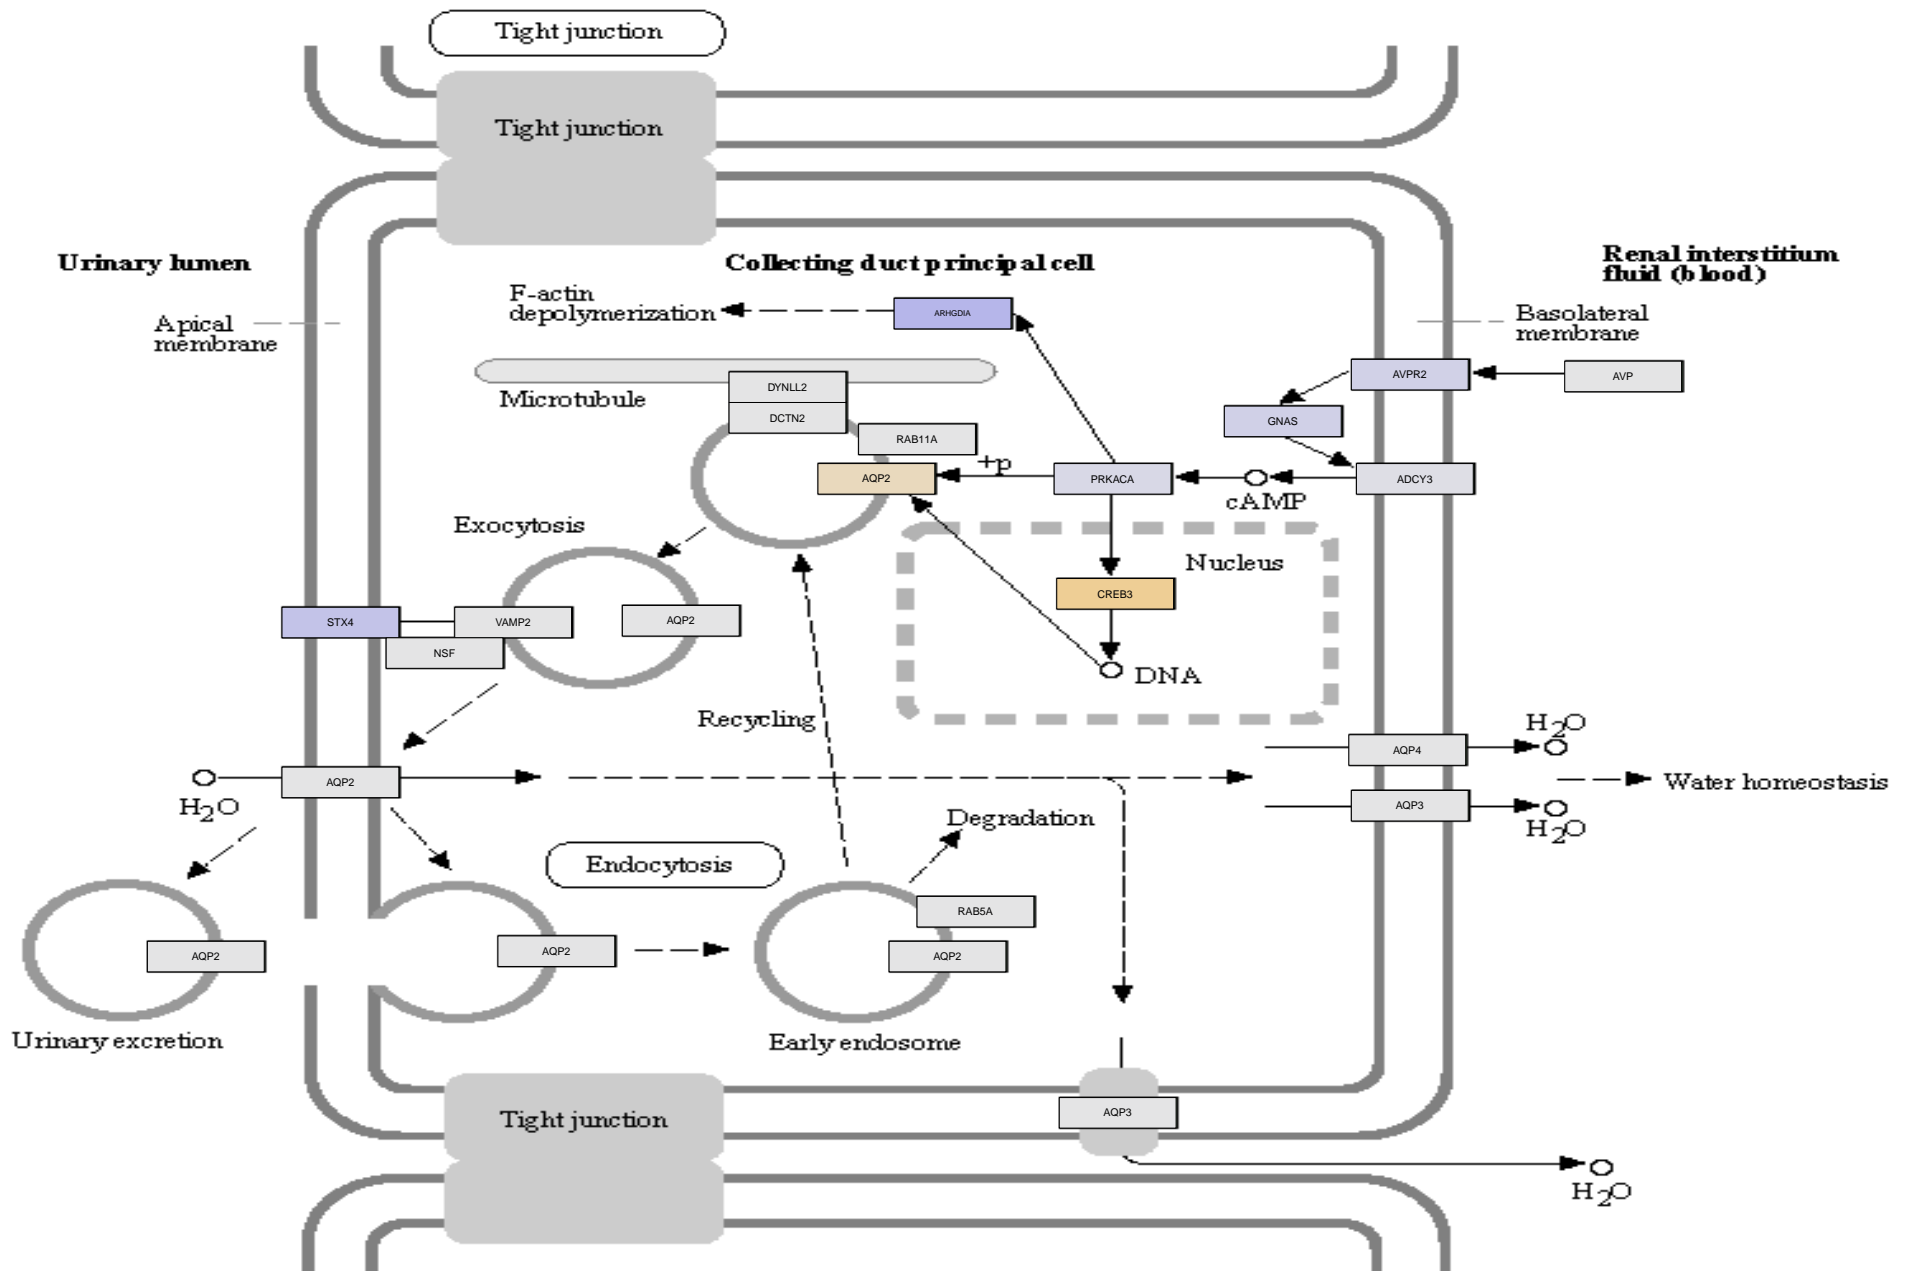 Tight junction
Tight junction
Urinary lumen
Collecting duct principal cell
Renal interstitium
fluid (blood)
F-actin
depolymerization
ARHGDIA
Apical
membrane
Basolateral
membrane
AVPR2
AVP
DYNLL2
Microtubule
DCTN2
GNAS
RAB11A
+p
AQP2
PRKACA
ADCY3
cAMP
Exocytosis
Nucleus
CREB3
STX4
VAMP2
AQP2
NSF
DNA
Recycling
H2O
AQP4
AQP2
Water homeostasis
H2O
AQP3
H2O
Degradation
Endocytosis
RAB5A
AQP2
AQP2
AQP2
Urinary excretion
Early endosome
Tight junction
AQP3
H2O